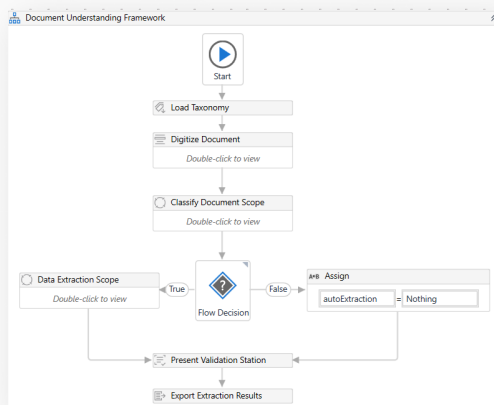 Document Understanding Framework
Start
Load Taxonomy
Digitize Document
Double-click to view
Classify Document Scope
Double-click to view
Data Extraction Scope
Double-click to view
True
?
Flow Decision
False
A+B Assign
autoExtraction = Nothing
Present Validation Station
Export Extraction Results